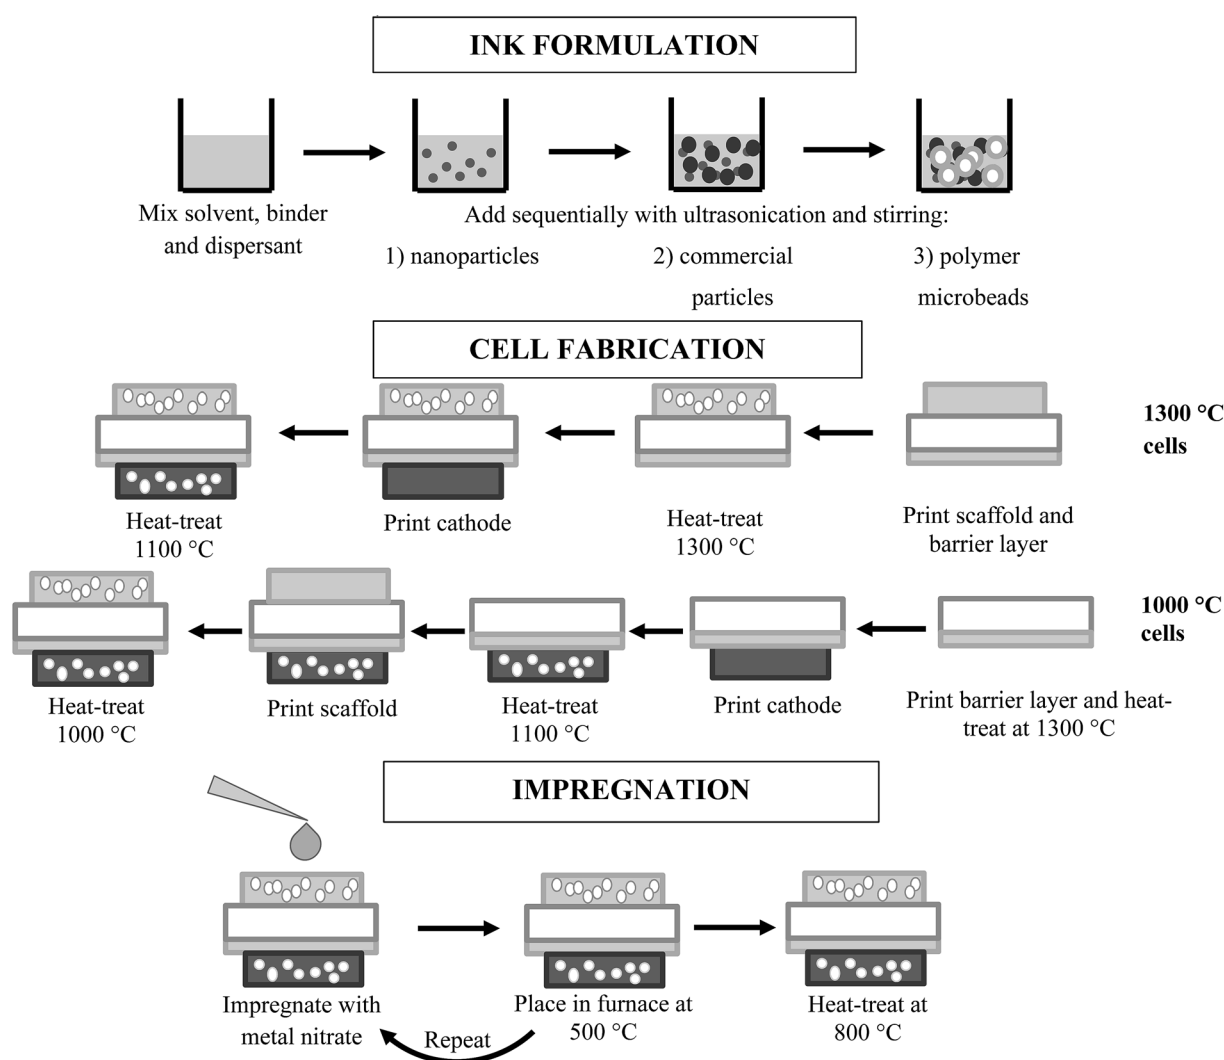 INK FORMULATION
Mix solvent, binder
and dispersant
Add sequentially with ultrasonication and stirring:
1) nanoparticles
2) commercial
particles
3) polymer
microbeads
CELL FABRICATION
1300 °C
cells
Heat-treat
1100 °C
Print cathode
Heat-treat
1300 °C
Print scaffold and
barrier layer
1000 °C
cells
Heat-treat
1000 °C
Print scaffold
Heat-treat
1100 °C
Print cathode
Print barrier layer and heat-
treat at 1300 °C
IMPREGNATION
Impregnate with
metal nitrate
Repeat
Place in furnace at
500 °C
Heat-treat at
800 °C